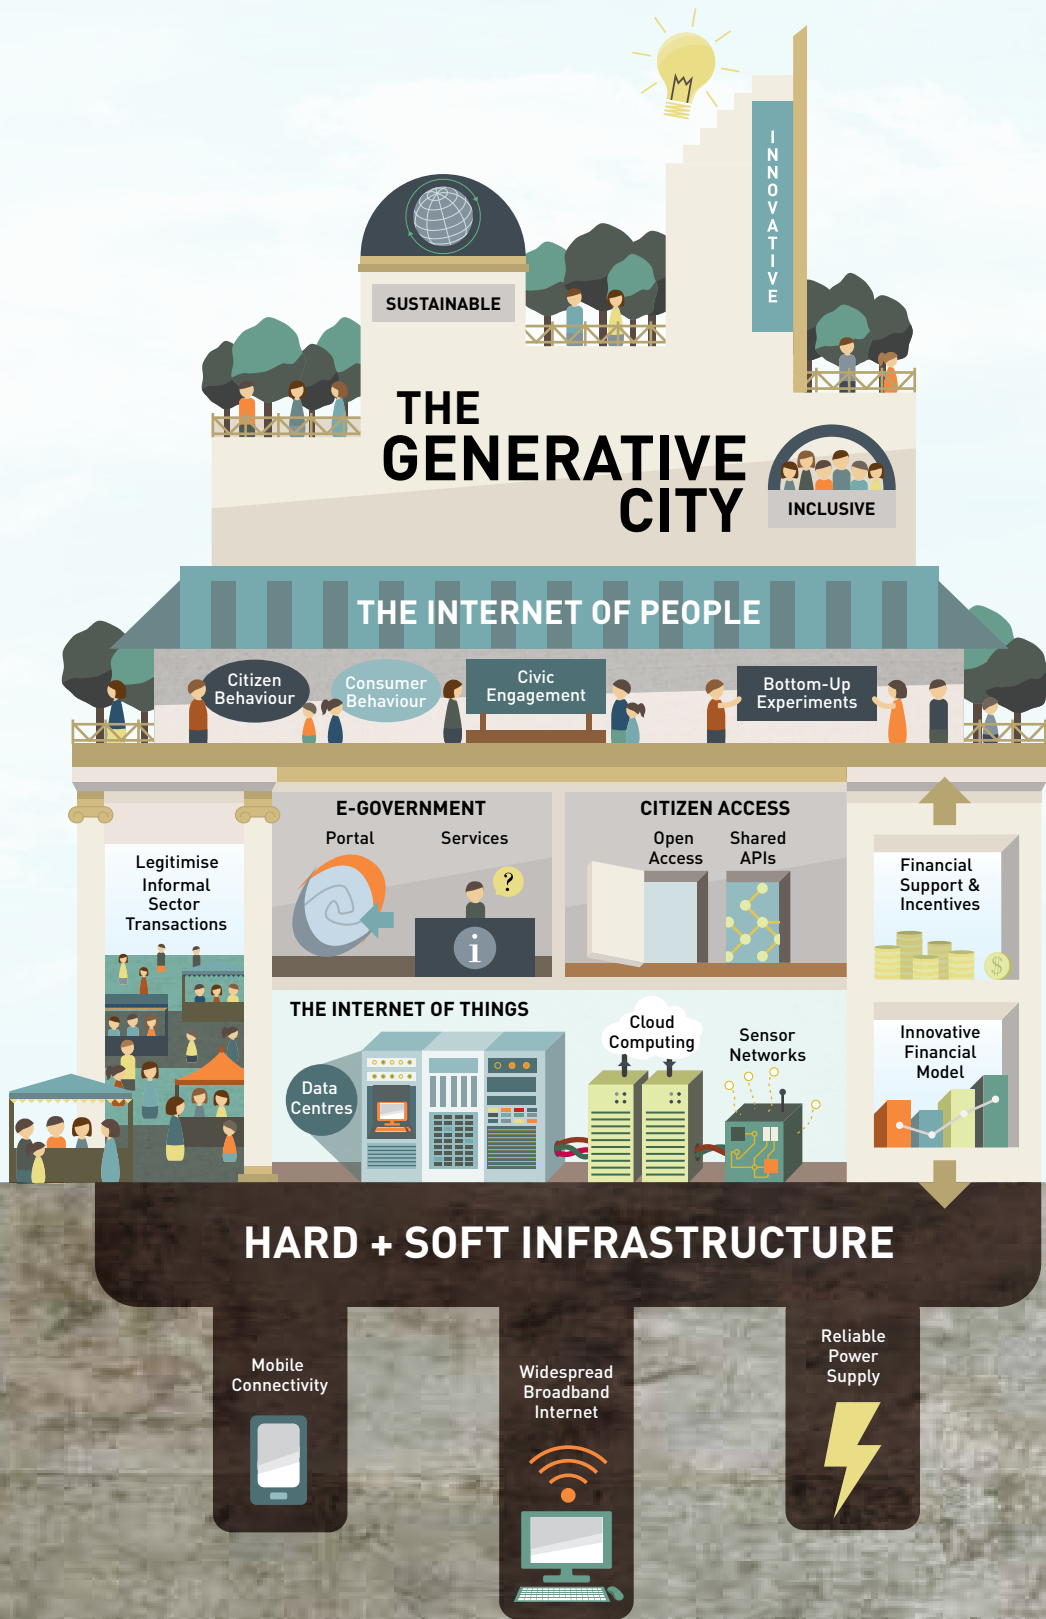 INNOVATIVE
SUSTAINABLE
THE
GENERATIVE
CITY
INCLUSIVE
THE INTERNET OF PEOPLE
Citizen
Behaviour
Consumer
Behaviour
Civic
Engagement
Bottom-Up
Experiments
Legitimise
Informal
Sector
Transactions
E-GOVERNMENT
Portal
Services
?
i
CITIZEN ACCESS
Open
Access
Shared
APIs
Financial
Support &
Incentives
$
THE INTERNET OF THINGS
Data
Centres
Cloud
Computing
Sensor
Networks
Innovative
Financial
Model
HARD + SOFT INFRASTRUCTURE
Mobile
Connectivity
Widespread
Broadband
Internet
Reliable
Power
Supply